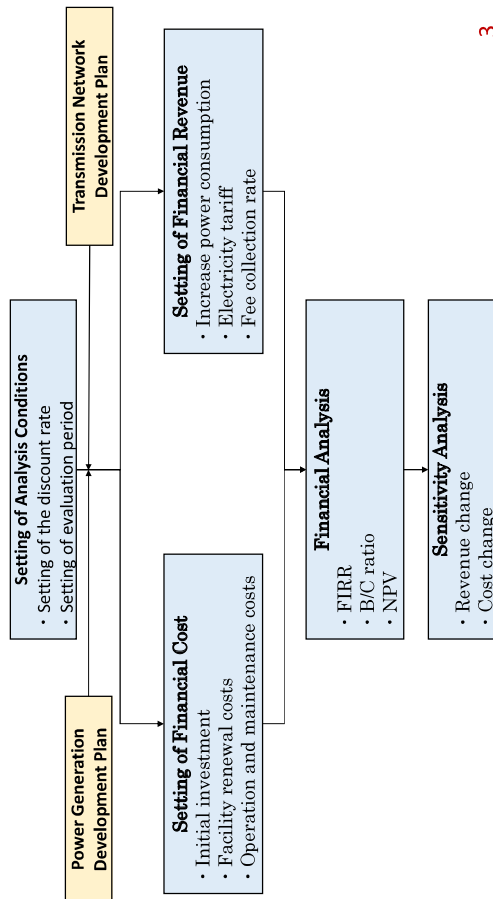 Setting of Analysis Conditions
・Setting of the discount rate
・Setting of evaluation period
Power Generation
Development Plan
Transmission Network
Development Plan
Setting of Financial Cost
・Initial investment
・Facility renewal costs
・Operation and maintenance costs
Setting of Financial Revenue
・Increase power consumption
・Electricity tariff
・Fee collection rate
Financial Analysis
・FIRR
・B/C ratio
・NPV
Sensitivity Analysis
・Revenue change
・Cost change
3